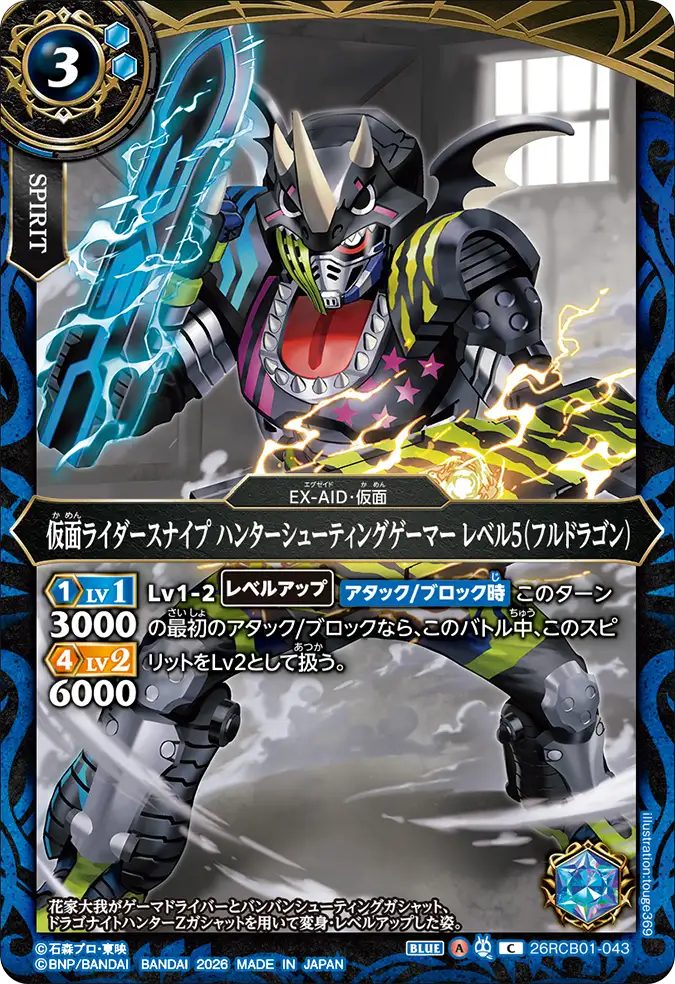 3
SPIRIT
エグゼイド かめん
EX-AID・仮面
かめん
仮面ライダースナイプ ハンターシューティングゲーマー レベル5(フルドラゴン)
1 LV1
3000
4 LV2
6000
Lv1-2 レベルアップ アタック/ブロック時 このターン
の最初のアタック/ブロックなら、このバトル中、このスピ
リットをLv2として扱う。
花家大我がゲーマドライバーとバンバンシューティングガシャット、
ドラゴナイトハンターZガシャットを用いて変身・レベルアップした姿。
illustration:touge369
©石森プロ・東映
©BNP/BANDAI BANDAI 2026 MADE IN JAPAN
BLUE A C 26RCB01-043